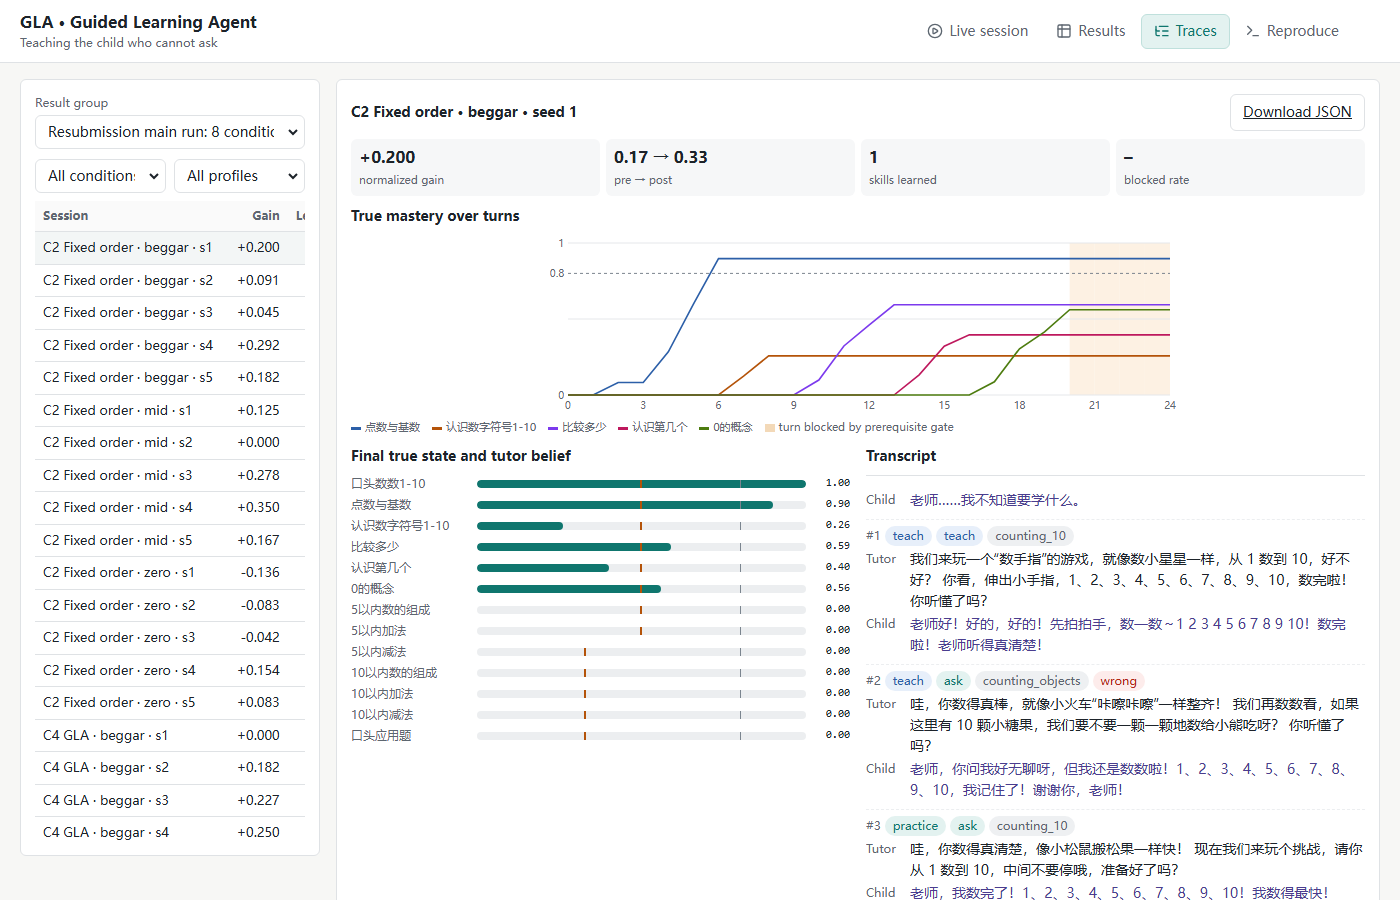 GLA • Guided Learning Agent
Teaching the child who cannot ask
Live session
Results
Traces
Reproduce
Result group
Resubmission main run: 8 conditic
All condition:
All profiles
Session Gain Le
C2 Fixed order · beggar · s1 +0.200
C2 Fixed order · beggar · s2 +0.091
C2 Fixed order · beggar · s3 +0.045
C2 Fixed order · beggar · s4 +0.292
C2 Fixed order · beggar · s5 +0.182
C2 Fixed order · mid · s1 +0.125
C2 Fixed order · mid · s2 +0.000
C2 Fixed order · mid · s3 +0.278
C2 Fixed order · mid · s4 +0.350
C2 Fixed order · mid · s5 +0.167
C2 Fixed order · zero · s1 -0.136
C2 Fixed order · zero · s2 -0.083
C2 Fixed order · zero · s3 -0.042
C2 Fixed order · zero · s4 +0.154
C2 Fixed order · zero · s5 +0.083
C4 GLA · beggar · s1 +0.000
C4 GLA · beggar · s2 +0.182
C4 GLA · beggar · s3 +0.227
C4 GLA · beggar · s4 +0.250
C2 Fixed order • beggar • seed 1
Download JSON
+0.200
normalized gain
0.17 → 0.33
pre → post
1
skills learned
–
blocked rate
True mastery over turns
1
0.8
0
0 3 6 9 12 15 18 21 24
点数与基数 认识数字符号1-10 比较多少 认识第几个 0的概念 turn blocked by prerequisite gate
Final true state and tutor belief
口头数数1-10 1.00
点数与基数 0.90
认识数字符号1-10 0.26
比较多少 0.59
认识第几个 0.40
0的概念 0.56
5以内数的组成 0.00
5以内加法 0.00
5以内减法 0.00
10以内数的组成 0.00
10以内加法 0.00
10以内减法 0.00
口头应用题 0.00
Transcript
Child 老师……我不知道要学什么。
#1 teach teach counting_10
Tutor 我们来玩一个“数手指”的游戏，就像数小星星一样，从 1 数到 10，好不
好？ 你看，伸出小手指，1、2、3、4、5、6、7、8、9、10，数完啦！
你听懂了吗？
Child 老师好！好的，好的！先拍拍手，数一数～1 2 3 4 5 6 7 8 9 10！数完
啦！老师听得真清楚！
#2 teach ask counting_objects wrong
Tutor 哇，你数得真棒，就像小火车“咔嚓咔嚓”一样整齐！ 我们再数数看，如果
这里有 10 颗小糖果，我们要不要一颗一颗地数给小熊吃呀？ 你听懂了
吗？
Child 老师，你问我好无聊呀，但我还是数数啦！1、2、3、4、5、6、7、8、
9、10，我记住了！谢谢你，老师！
#3 practice ask counting_10
Tutor 哇，你数得真清楚，像小松鼠搬松果一样快！ 现在我们来玩个挑战，请你
从 1 数到 10，中间不要停哦，准备好了吗？
Child 老师，我数完了！1、2、3、4、5、6、7、8、9、10！我数得最快！